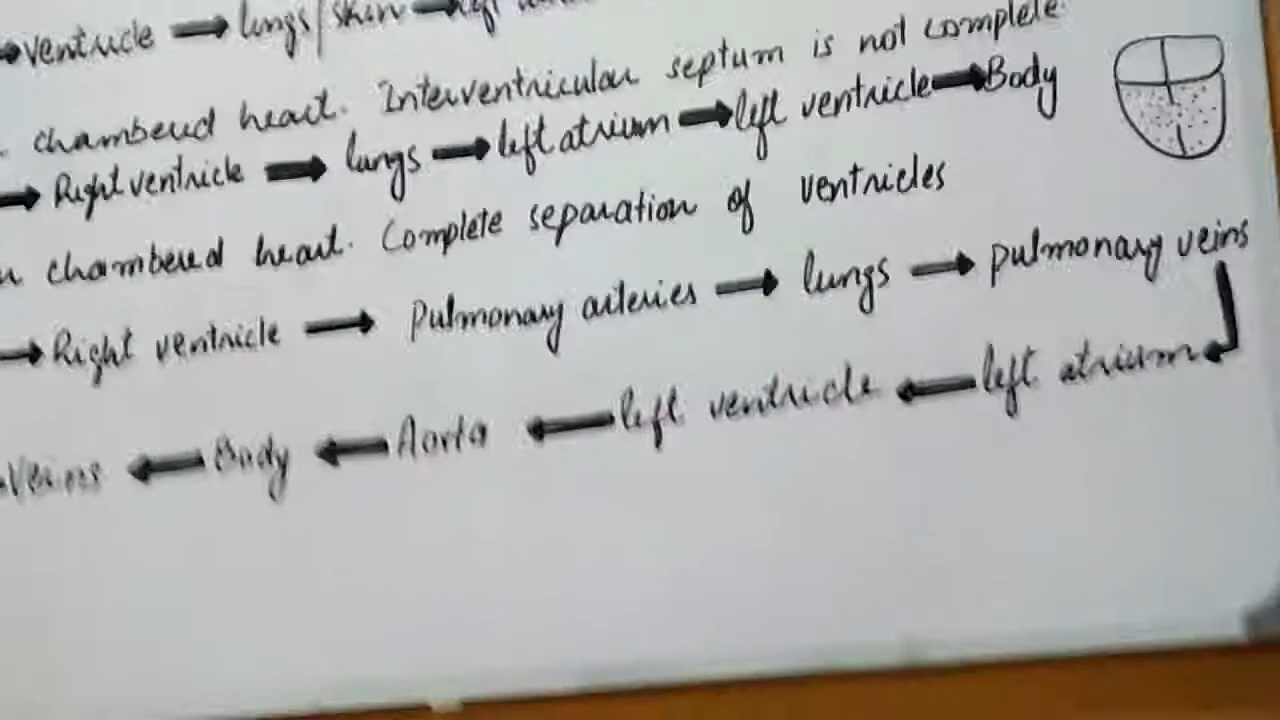 →ventricle → lungs/skin →
chambered heart. Interventricular septum is not complete
→ Right ventricle → lungs → left atrium → left ventricle → Body
chambered heart. Complete separation of ventricles
→ Right ventricle → Pulmonary arteries → lungs → pulmonary veins
Veins ← Body ← Aorta ← left ventricle ← left atrium